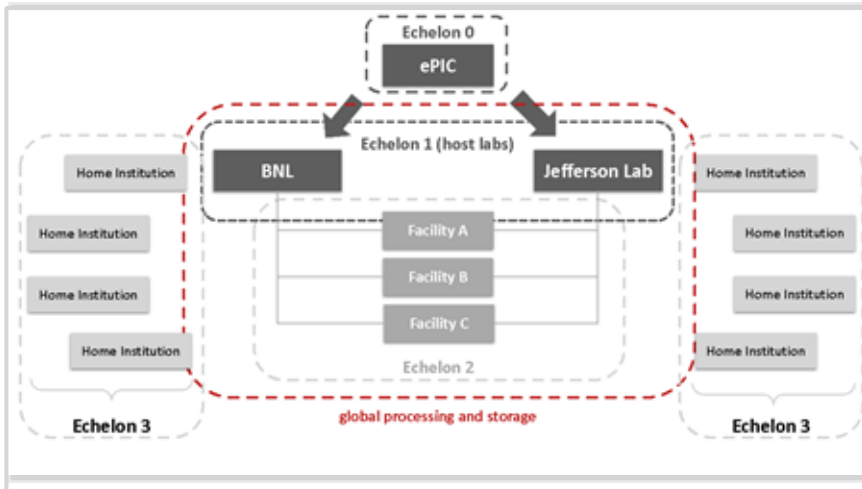 Echelon 0
ePIC
Echelon 1 (host labs)
BNL
Jefferson Lab
Home Institution
Home Institution
Home Institution
Home Institution
Echelon 3
Facility A
Facility B
Facility C
Echelon 2
global processing and storage
Home Institution
Home Institution
Home Institution
Home Institution
Echelon 3